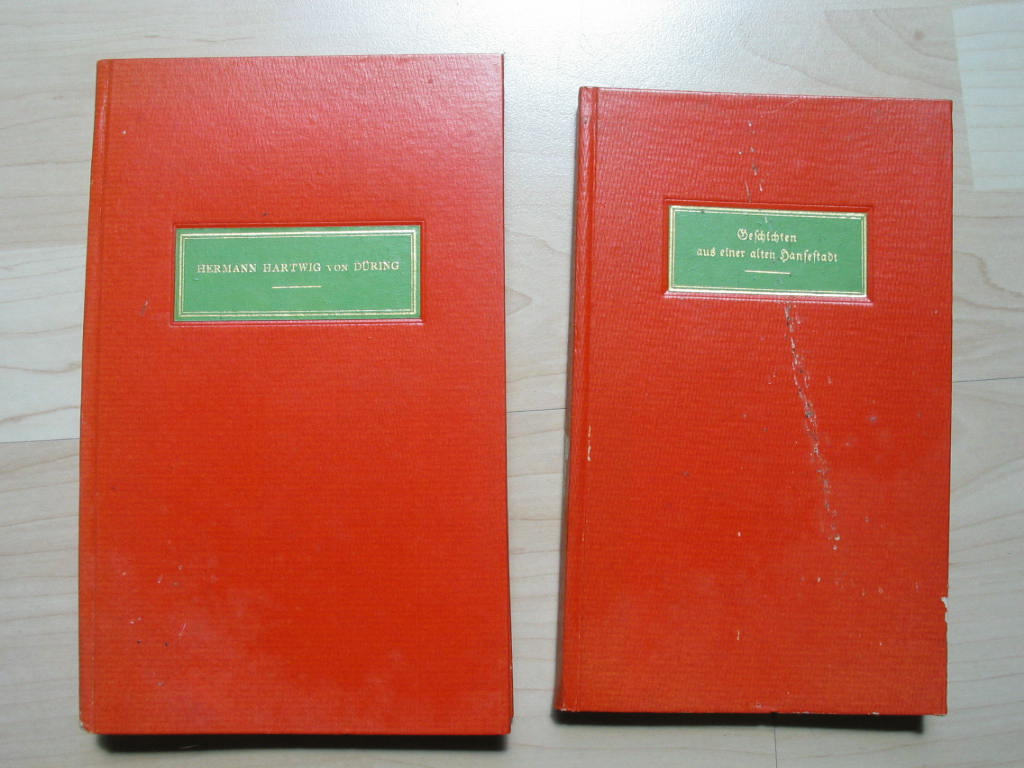 HERMANN HARTWIG VON DÜRING
Geschichten
aus einer alten Hansestadt